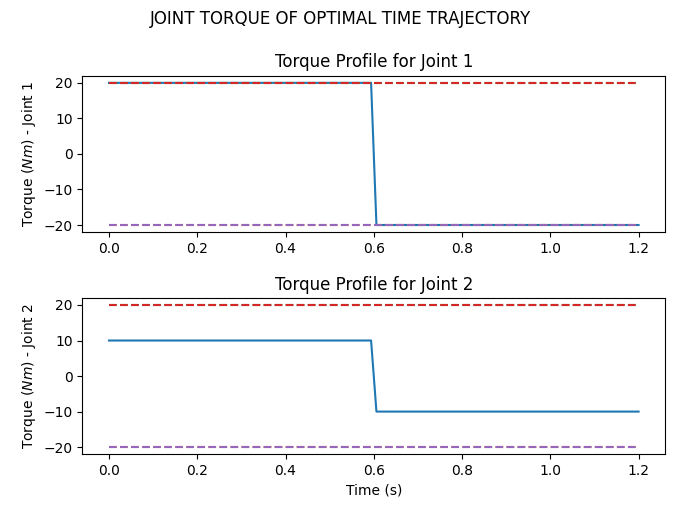 JOINT TORQUE OF OPTIMAL TIME TRAJECTORY
Torque Profile for Joint 1
Torque (Nm) - Joint 1
20
10
0
−10
−20
0.0 0.2 0.4 0.6 0.8 1.0 1.2
Torque Profile for Joint 2
Torque (Nm) - Joint 2
20
10
0
−10
−20
0.0 0.2 0.4 0.6 0.8 1.0 1.2
Time (s)